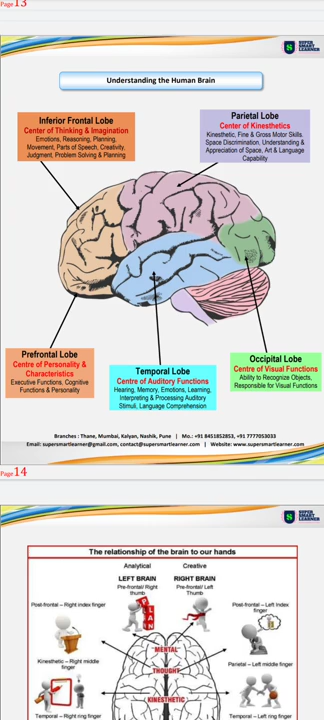 Page 13
SUPER
SMART
LEARNER
Understanding the Human Brain
Inferior Frontal Lobe
Center of Thinking & Imagination
Emotions, Reasoning, Planning,
Movement, Parts of Speech, Creativity,
Judgment, Problem Solving & Planning
Parietal Lobe
Center of Kinesthetics
Kinesthetic, Fine & Gross Motor Skills.
Space Discrimination, Understanding &
Appreciation of Space, Art & Language
Capability
Prefrontal Lobe
Centre of Personality &
Characteristics
Executive Functions, Cognitive
Functions & Personality
Temporal Lobe
Centre of Auditory Functions
Hearing, Memory, Emotions, Learning,
Interpreting & Processing Auditory
Stimuli, Language Comprehension
Occipital Lobe
Centre of Visual Functions
Ability to Recognize Objects,
Responsible for Visual Functions
Branches : Thane, Mumbai, Kalyan, Nashik, Pune | Mo.: +91 8451852853, +91 7777053033
Email: supersmartlearner@gmail.com, contact@supersmartlearner.com | Website: www.supersmartlearner.com
Page 14
SUPER
SMART
LEARNER
The relationship of the brain to our hands
Analytical
Creative
LEFT BRAIN
RIGHT BRAIN
Pre-frontal/ Right
thumb
Pre-frontal/ Left
Thumb
PLAN
Post-frontal – Right index finger
Post-frontal – Left index
finger
MENTAL
THOUGHT
KINESTHETIC
Kinesthetic – Right middle
finger
Parietal – Left middle finger
Temporal – Right ring finger
Temporal – Left ring finger